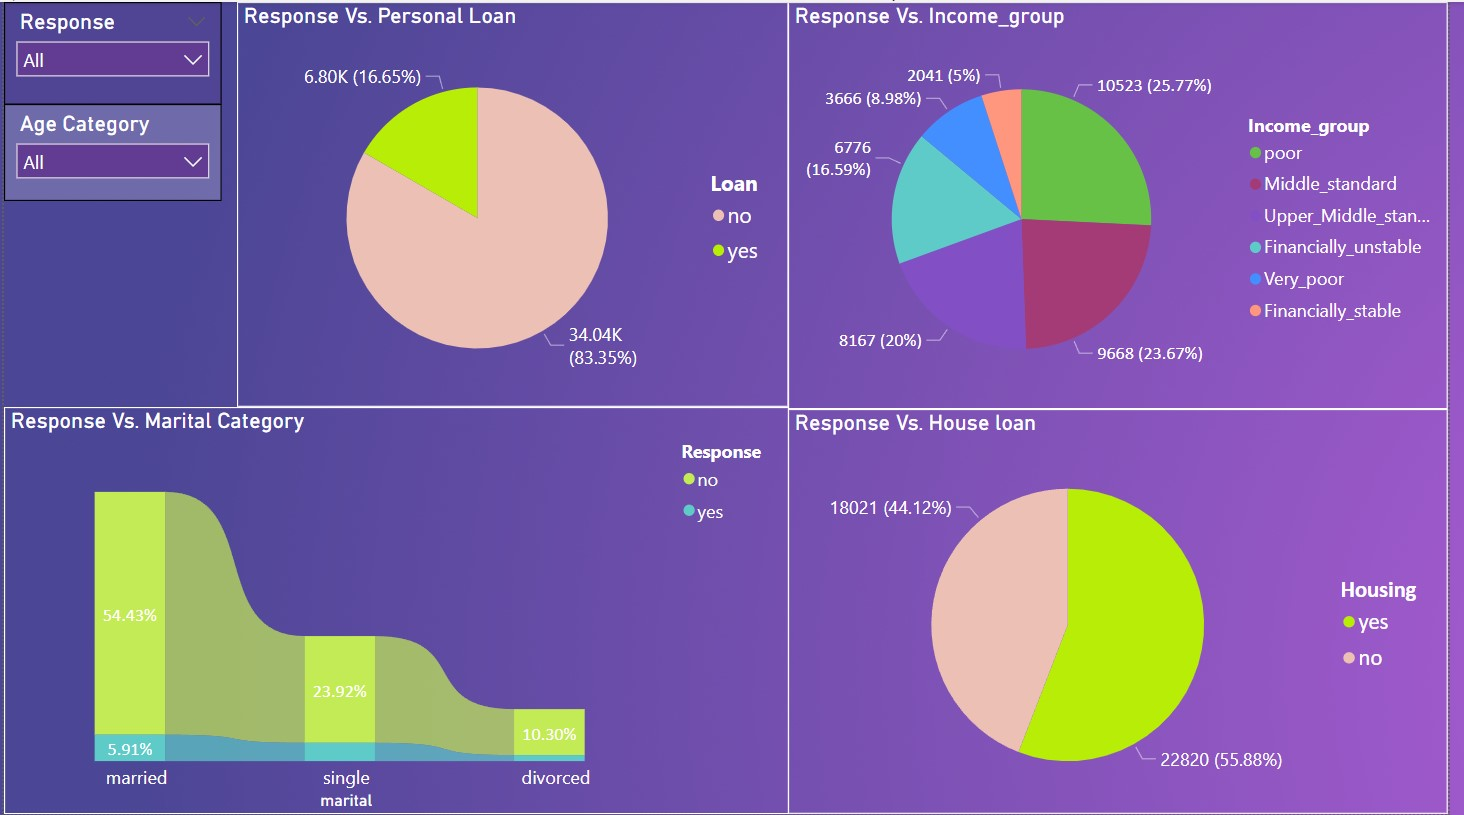 Response
All
Age Category
All
Response Vs. Personal Loan
6.80K (16.65%)
34.04K
(83.35%)
Loan
no
yes
Response Vs. Income_group
2041 (5%)
10523 (25.77%)
3666 (8.98%)
6776
(16.59%)
8167 (20%)
9668 (23.67%)
Income_group
poor
Middle_standard
Upper_Middle_stan...
Financially_unstable
Very_poor
Financially_stable
Response Vs. Marital Category
Response
no
yes
54.43%
23.92%
10.30%
5.91%
married
single
divorced
marital
Response Vs. House loan
18021 (44.12%)
22820 (55.88%)
Housing
yes
no